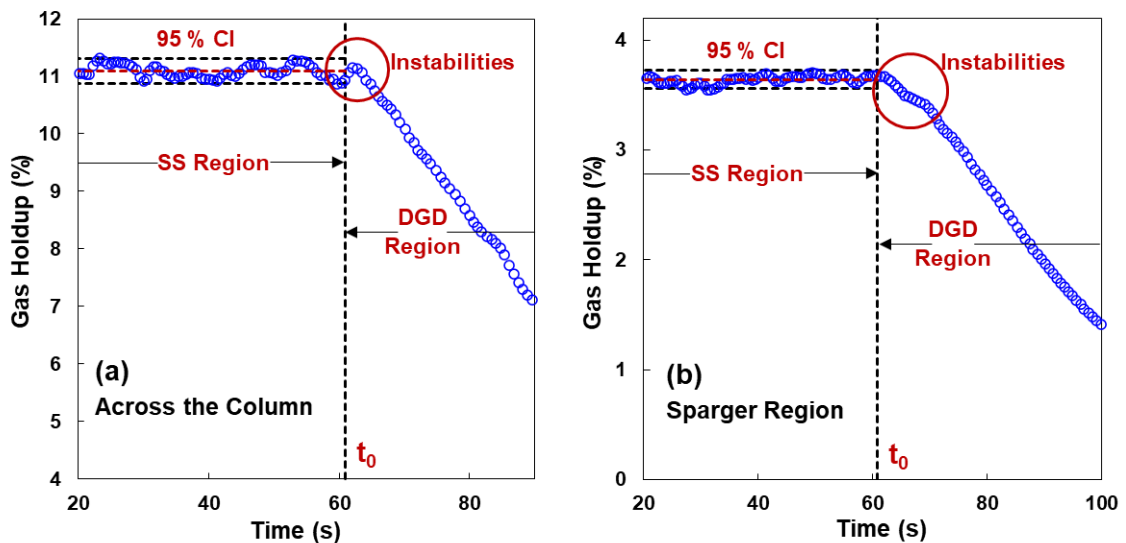 12
11
10
9
8
7
6
5
4
Gas Holdup (%)
95 % CI
Instabilities
SS Region
DGD
Region
(a)
Across the Column
t0
20
40
60
80
Time (s)
4
3
2
1
0
Gas Holdup (%)
95 % CI
Instabilities
SS Region
DGD
Region
(b)
Sparger Region
t0
20
40
60
80
100
Time (s)